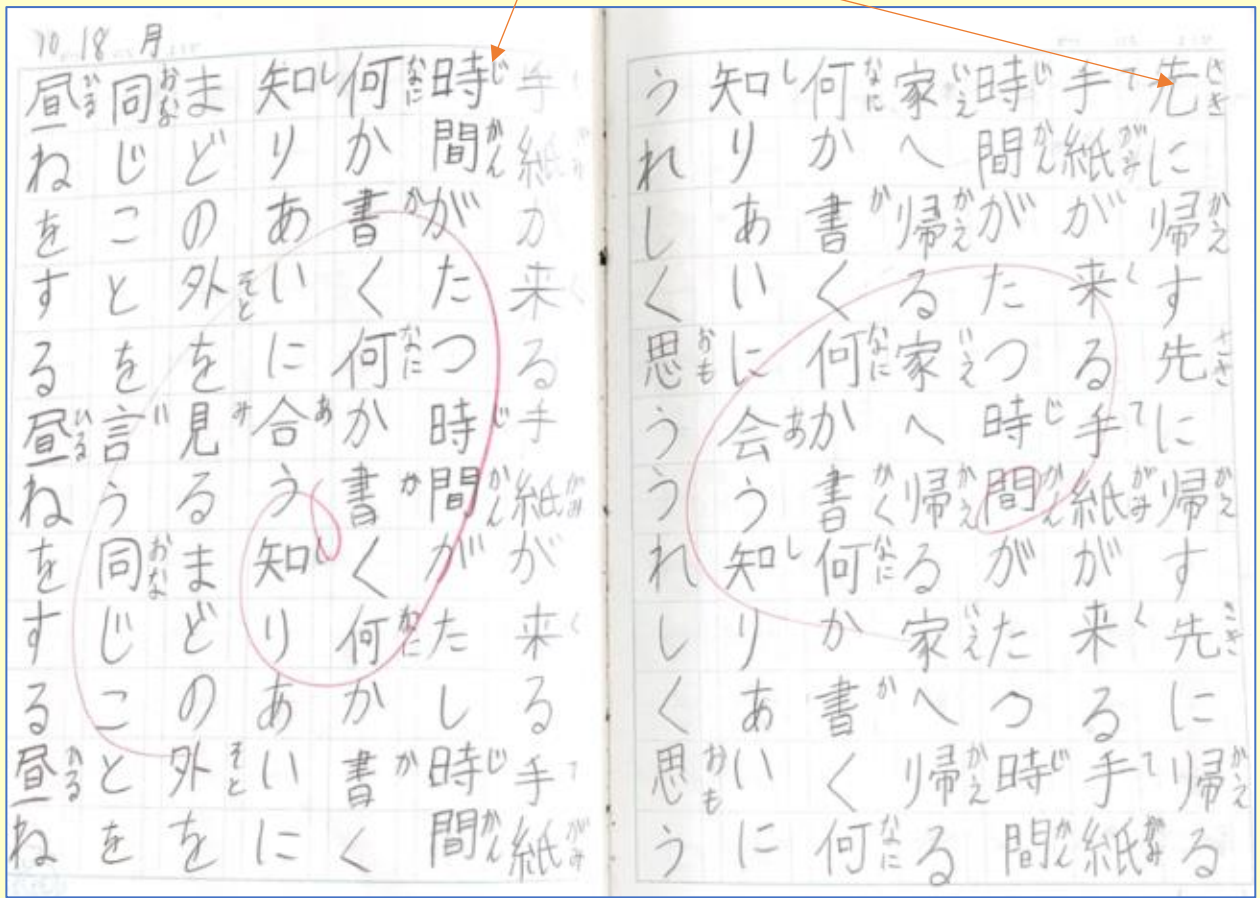 先に帰す先に帰す先に帰る
手紙が来る手紙が来る手紙
時間がたつ時間がたつ時間
家へ帰る家へ帰る家へ帰る
何か書く何か書何か書く何
知りあいに会う知りあいに
うれしく思ううれしく思う
10 18 月
手紙が来る手紙が来る手紙
時間がたつ時間がたし時間
何か書く何か書く何か書く
知りあいに合う知りあいに
まどの外を見るまどの外を
同じことを言う同じことを
昼ねをする昼ねをする昼ね